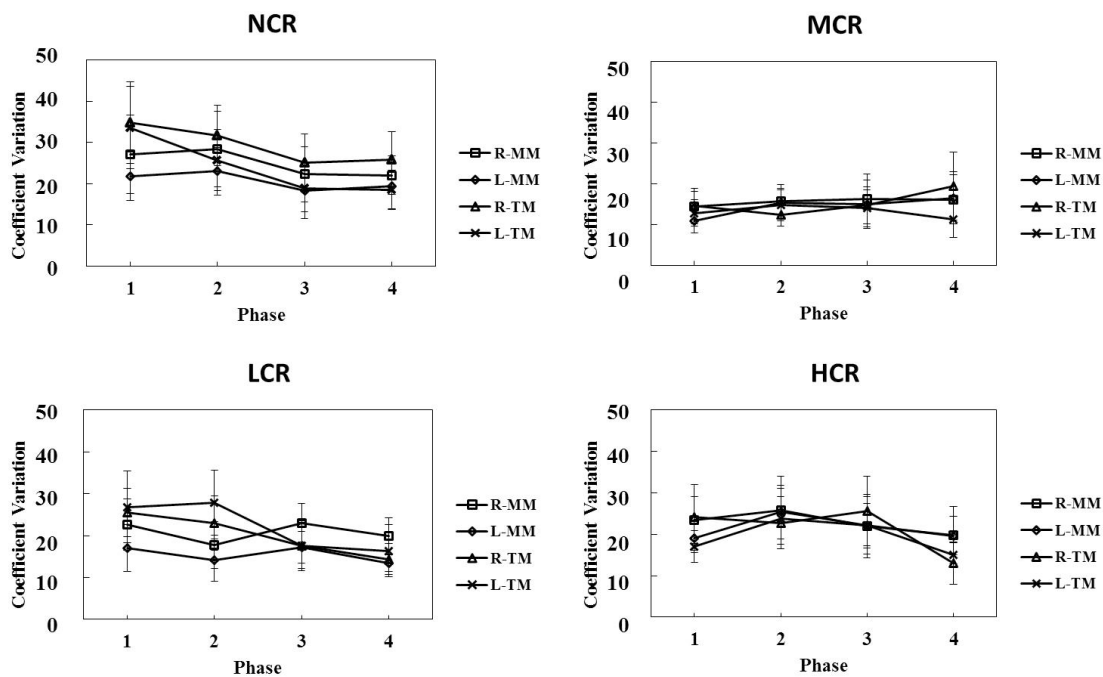 NCR
50
40
30
20
10
0
Coefficient Variation
1 2 3 4
Phase
R-MM
L-MM
R-TM
L-TM
MCR
50
40
30
20
10
0
Coefficient Variation
1 2 3 4
Phase
R-MM
L-MM
R-TM
L-TM
LCR
50
40
30
20
10
0
Coefficient Variation
1 2 3 4
Phase
R-MM
L-MM
R-TM
L-TM
HCR
50
40
30
20
10
0
Coefficient Variation
1 2 3 4
Phase
R-MM
L-MM
R-TM
L-TM